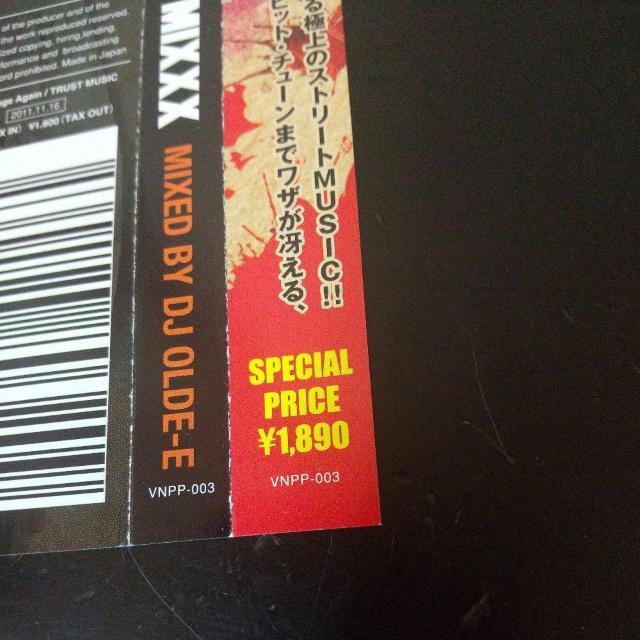 of the producer and of the
the work reproduced reserved.
copying, hiring, lending,
performance and broadcasting
prohibited. Made in Japan
Again / TRUST MUSIC
2011.11.16
IN) ¥1,800 (TAX OUT)
MIXXX
MIXED BY DJ OLDE-E
VNPP-003
る極上のストリートMUSIC!!
ヒット・チューンまでワザが冴える、
SPECIAL
PRICE
¥1,890
VNPP-003